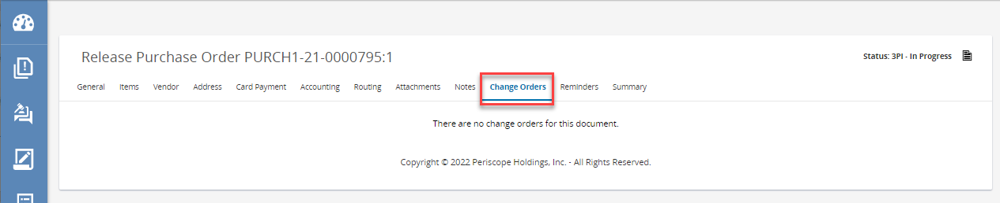 Release Purchase Order PURCH1-21-0000795:1
Status: 3PI - In Progress
General Items Vendor Address Card Payment Accounting Routing Attachments Notes Change Orders Reminders Summary
There are no change orders for this document.
Copyright © 2022 Periscope Holdings, Inc. - All Rights Reserved.